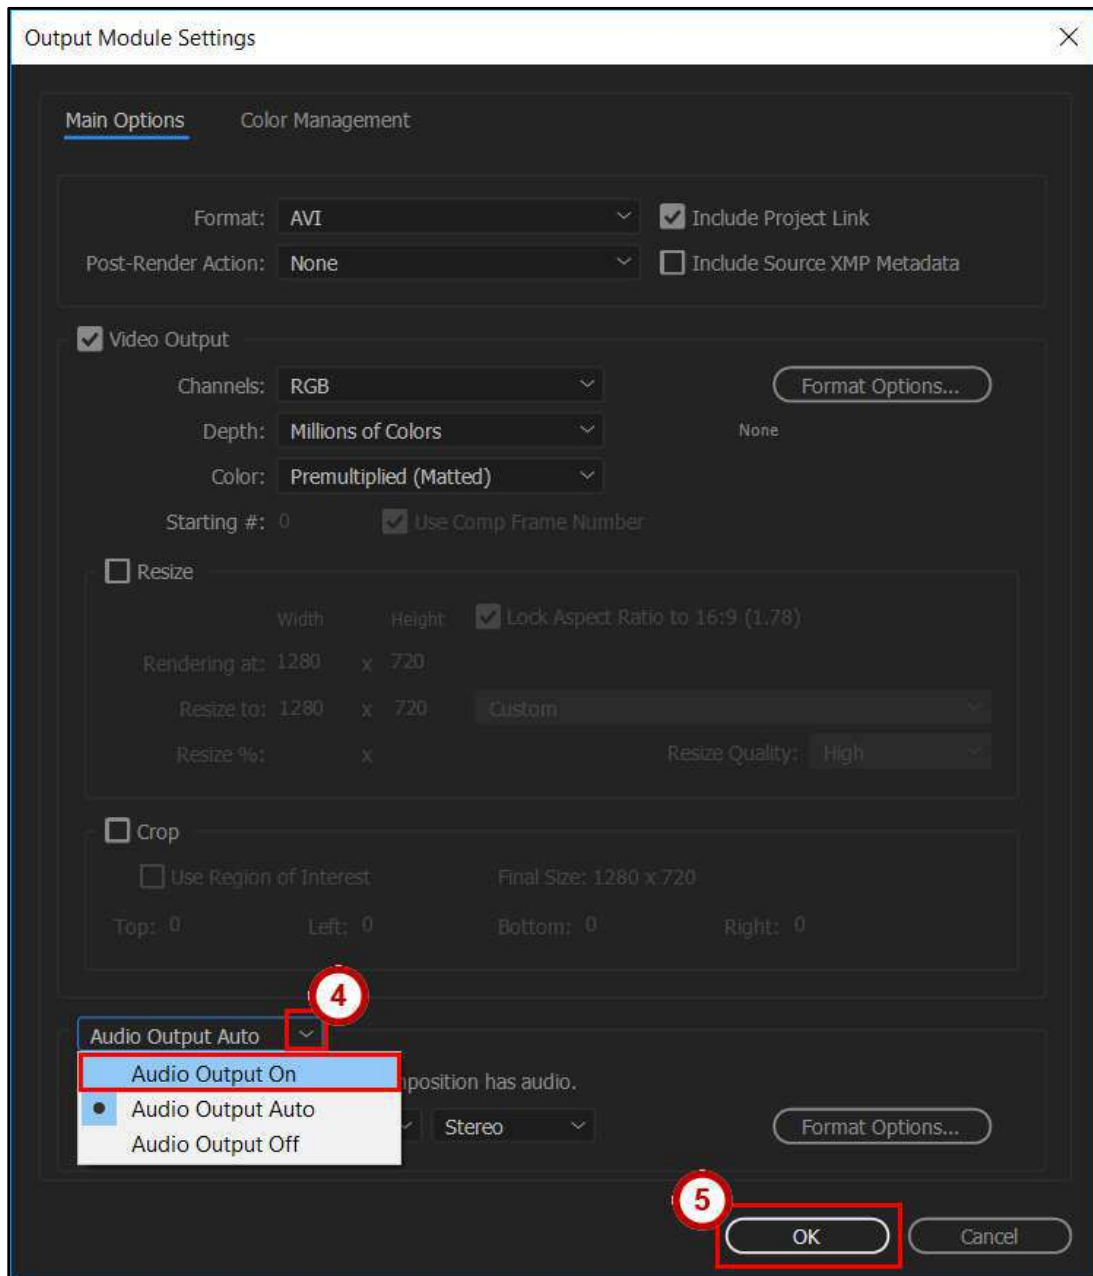 Output Module Settings
Main Options Color Management
Format: AVI Include Project Link
Post-Render Action: None Include Source XMP Metadata
Video Output
Channels: RGB Format Options...
Depth: Millions of Colors None
Color: Premultiplied (Matted)
Starting #: 0 Use Comp Frame Number
Resize
Width Height Lock Aspect Ratio to 16:9 (1.78)
Rendering at: 1280 x 720
Resize to: 1280 x 720 Custom
Resize %: x Resize Quality: High
Crop
Use Region of Interest Final Size: 1280 x 720
Top: 0 Left: 0 Bottom: 0 Right: 0
4
Audio Output Auto
Audio Output On
position has audio.
Audio Output Auto
Stereo Format Options...
Audio Output Off
5
OK Cancel